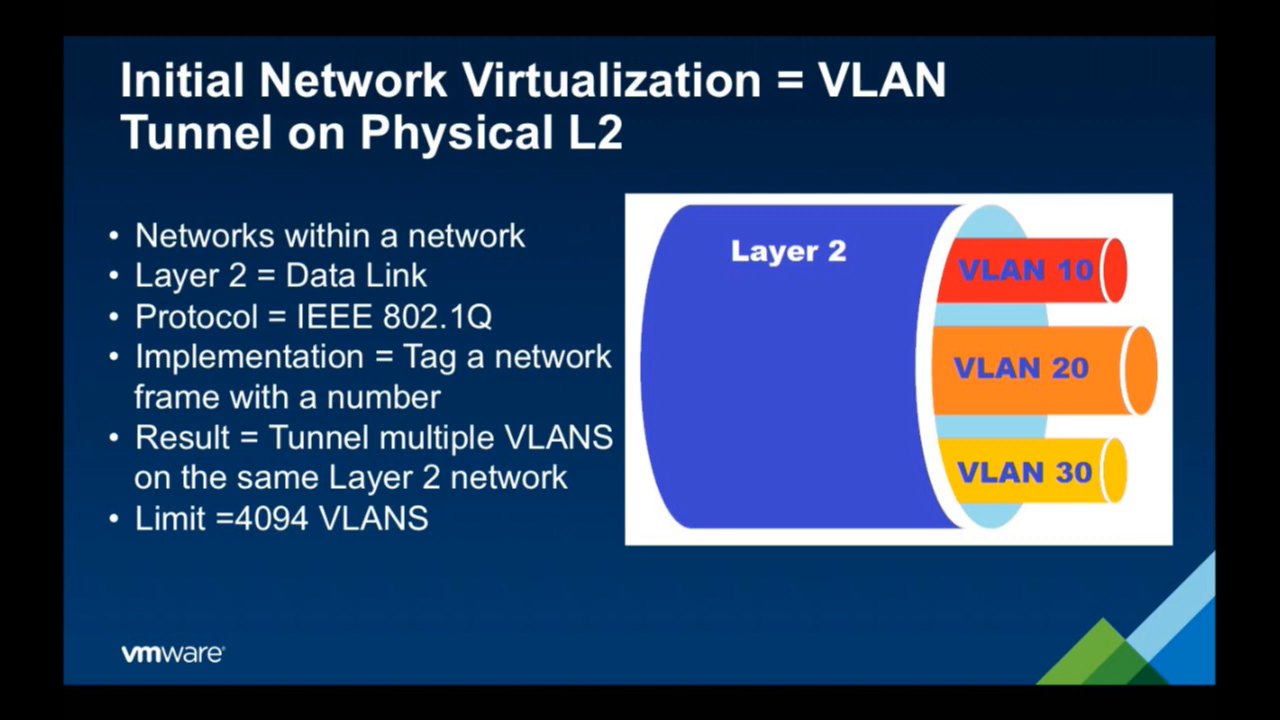 Initial Network Virtualization = VLAN
Tunnel on Physical L2
• Networks within a network
• Layer 2 = Data Link
• Protocol = IEEE 802.1Q
• Implementation = Tag a network
frame with a number
• Result = Tunnel multiple VLANS
on the same Layer 2 network
• Limit =4094 VLANS
Layer 2
VLAN 10
VLAN 20
VLAN 30
vmware®